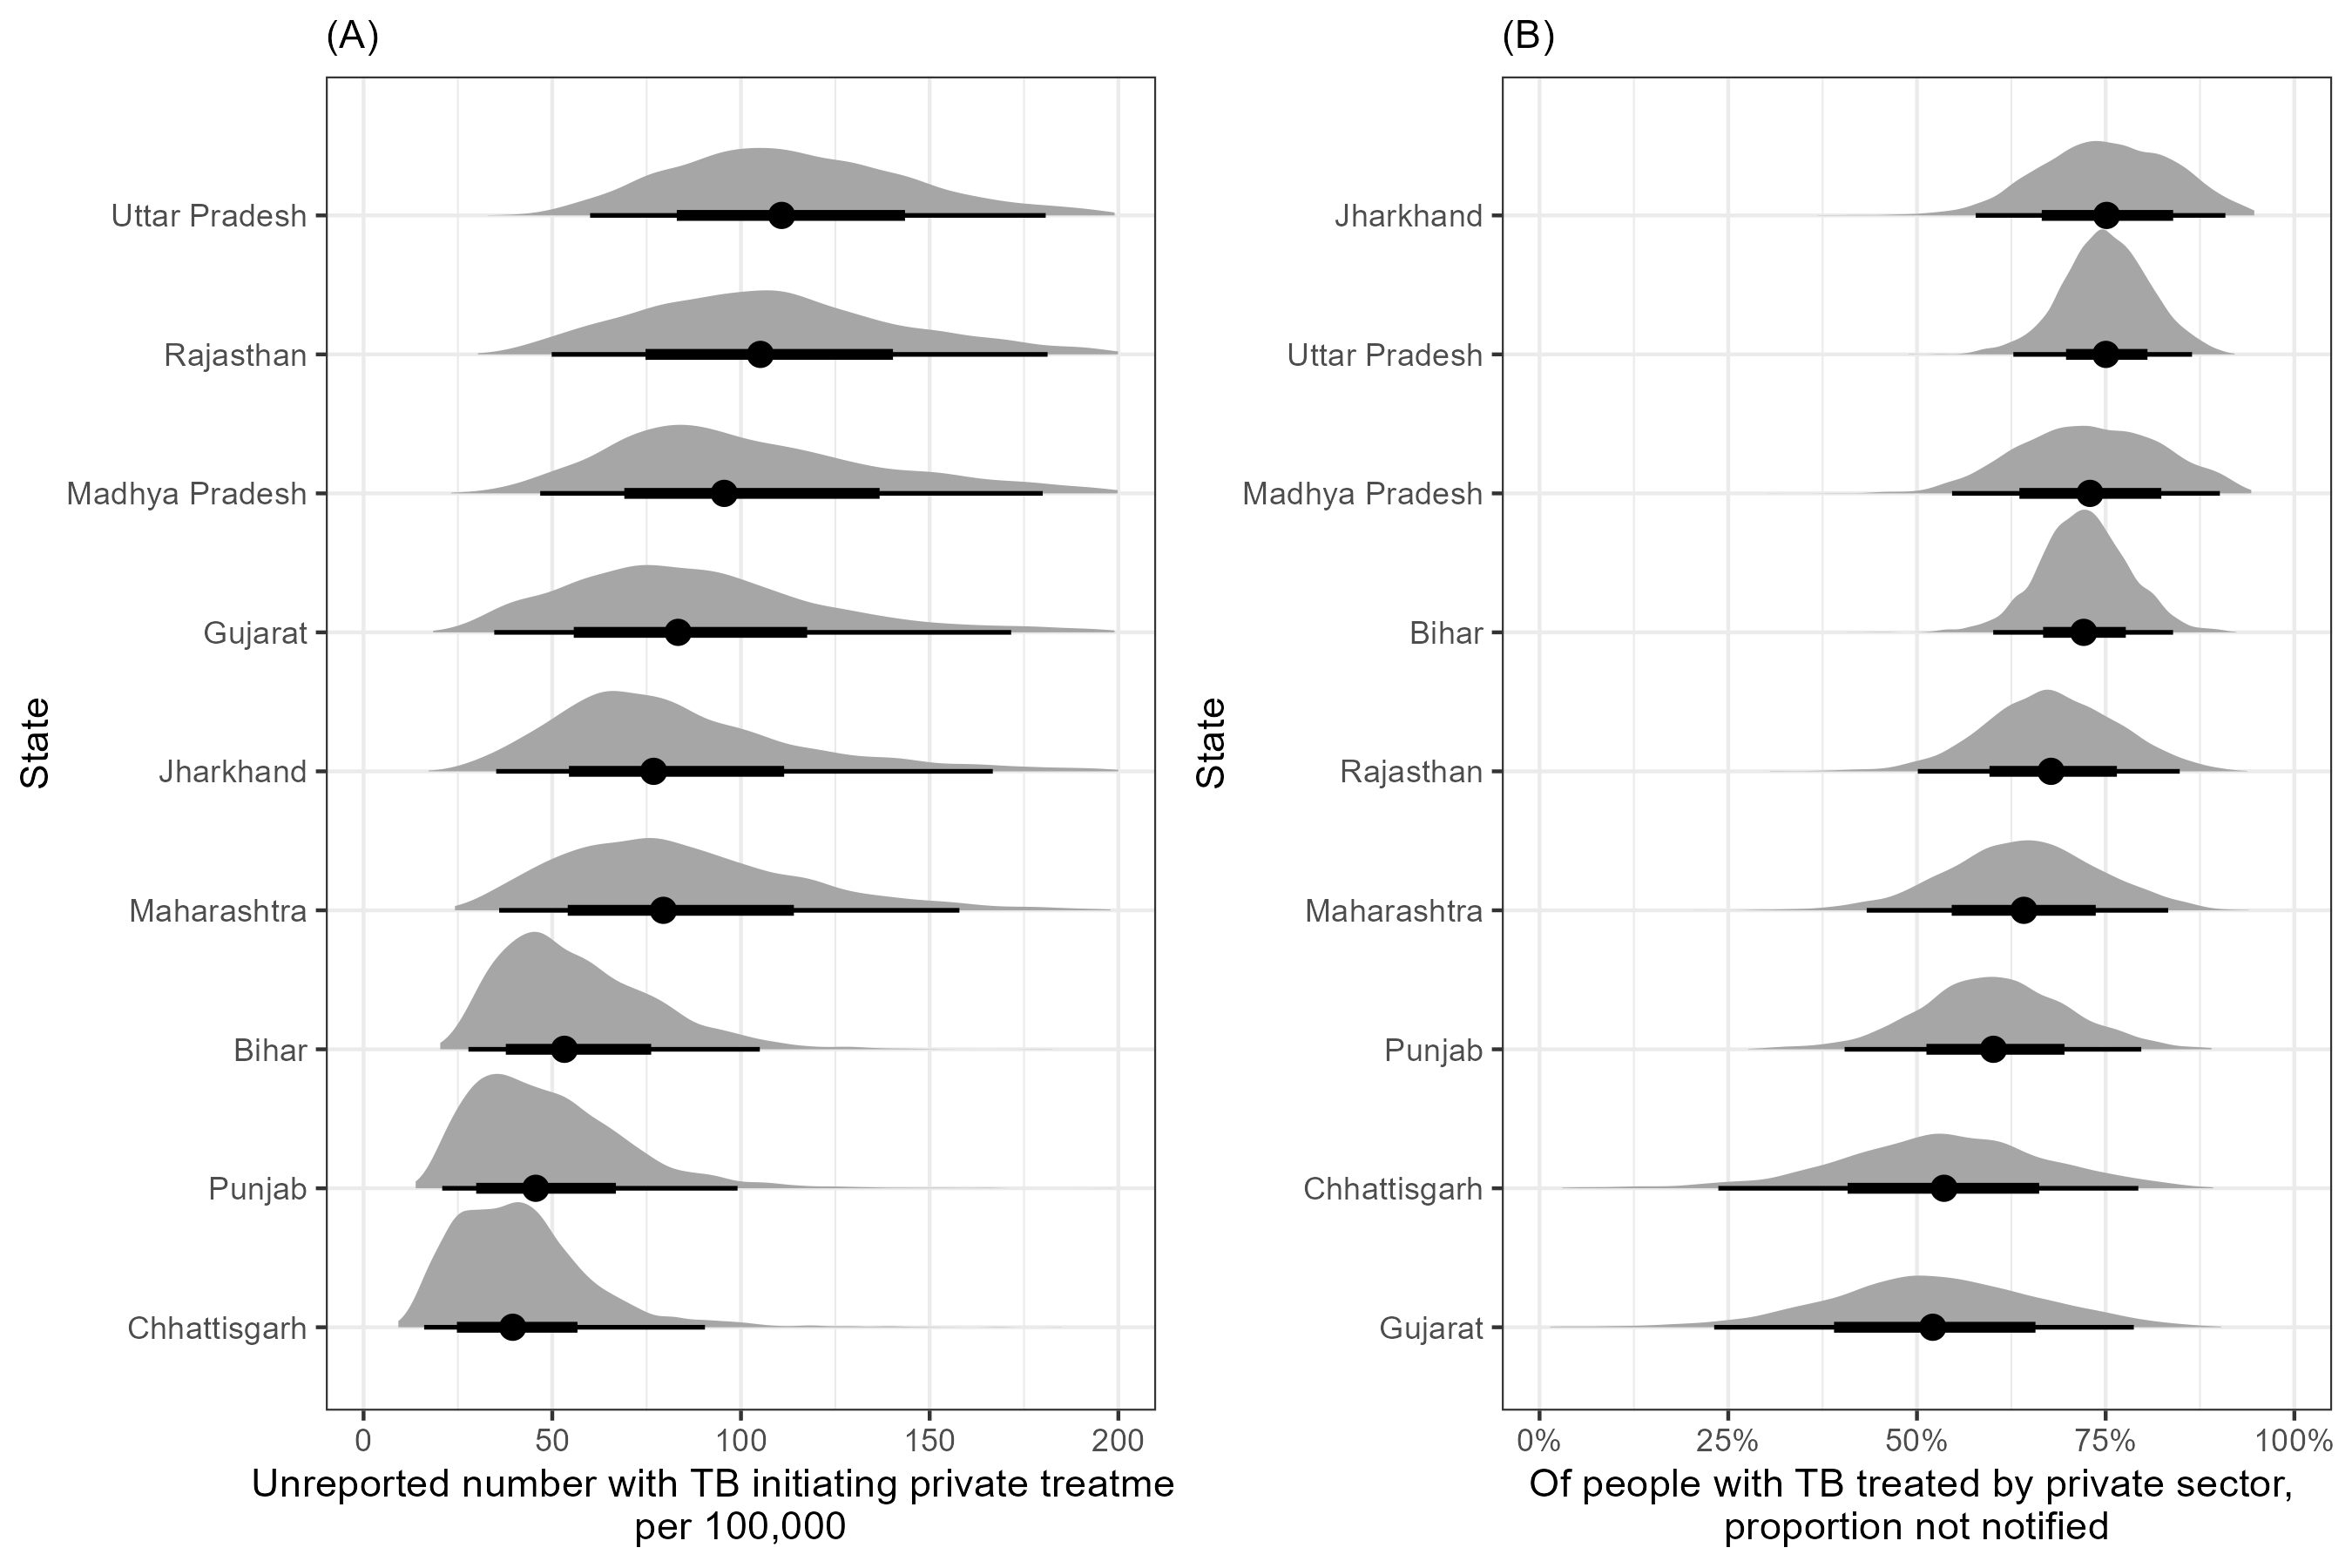 (A)
State
Uttar Pradesh
Rajasthan
Madhya Pradesh
Gujarat
Jharkhand
Maharashtra
Bihar
Punjab
Chhattisgarh
0 50 100 150 200
Unreported number with TB initiating private treatme
per 100,000
(B)
State
Jharkhand
Uttar Pradesh
Madhya Pradesh
Bihar
Rajasthan
Maharashtra
Punjab
Chhattisgarh
Gujarat
0% 25% 50% 75% 100%
Of people with TB treated by private sector,
proportion not notified